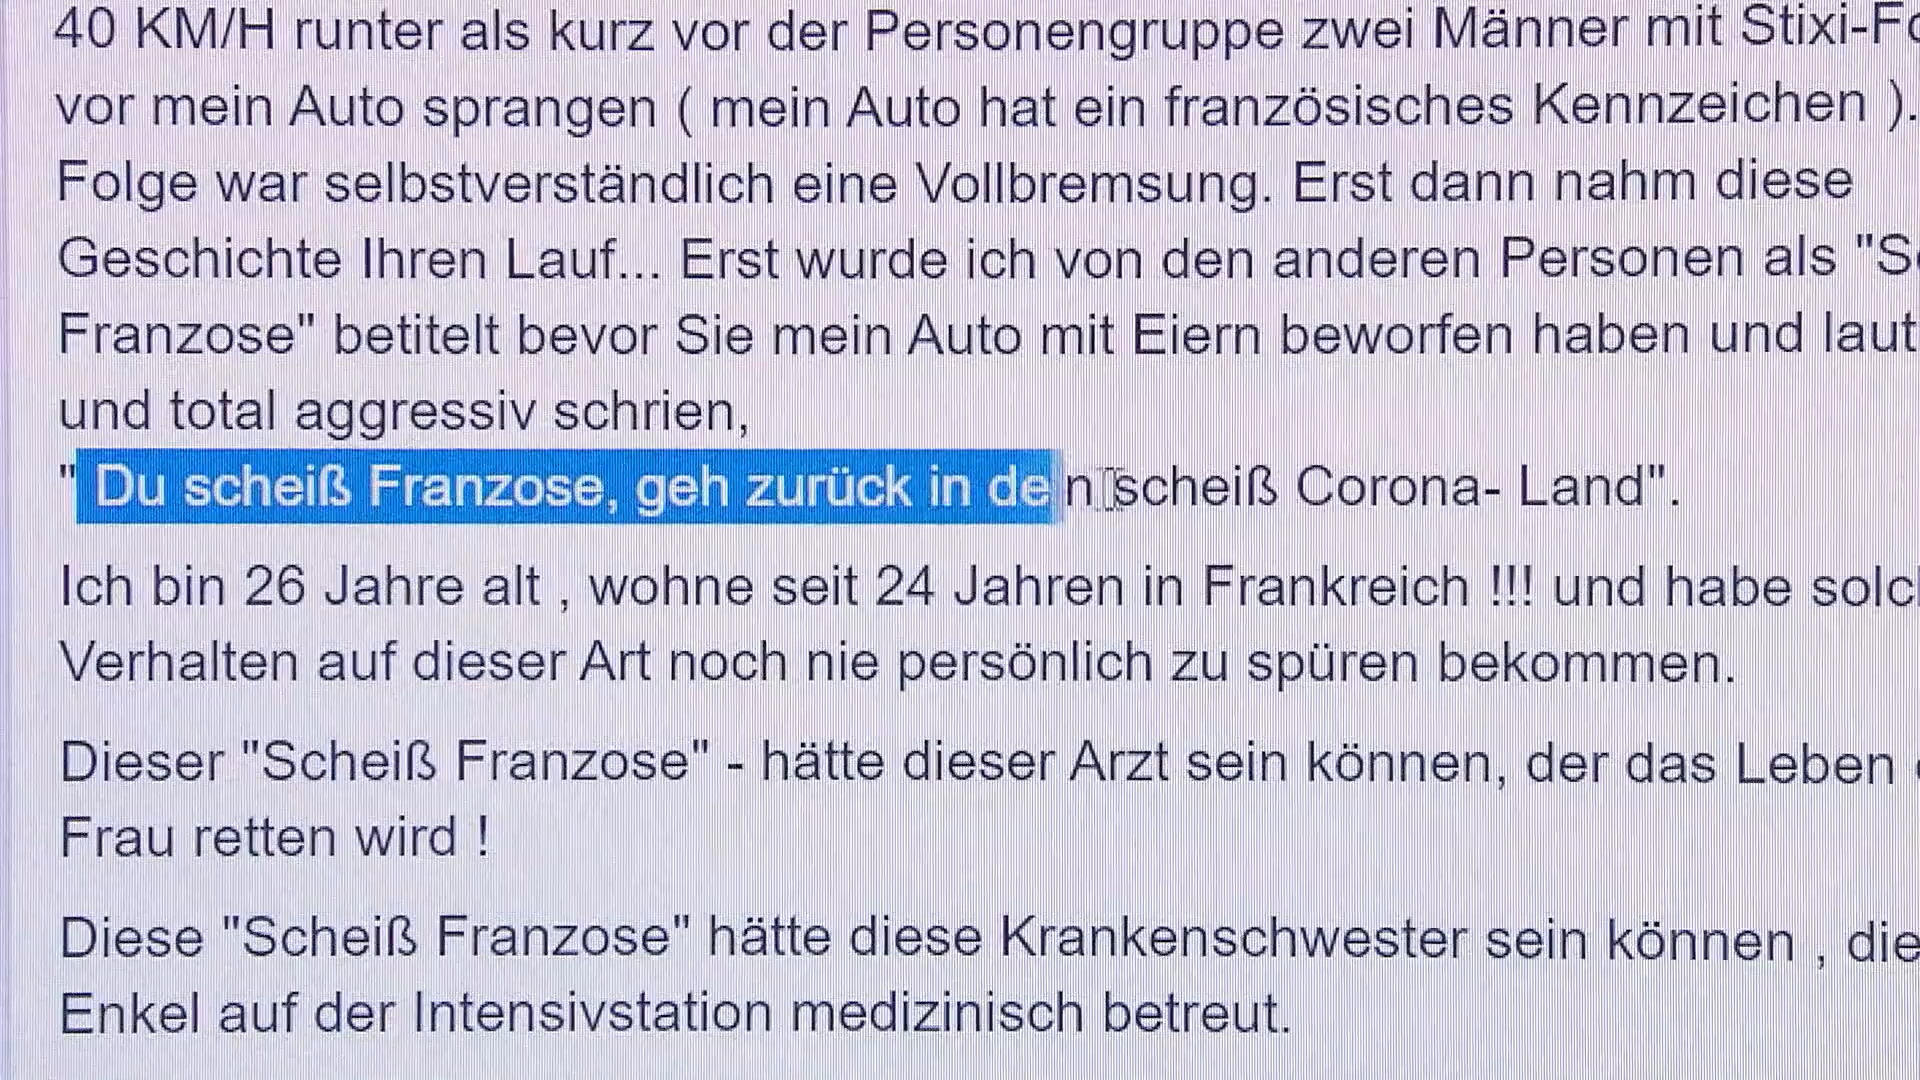 40 KM/H runter als kurz vor der Personengruppe zwei Männer mit
vor mein Auto sprangen ( mein Auto hat ein französisches Kennzeichen ).
Folge war selbstverständlich eine Vollbremsung. Erst dann nahm diese
Geschichte Ihren Lauf... Erst wurde ich von den anderen Personen als
Franzose" betitelt bevor Sie mein Auto mit Eiern beworfen haben und laut
und total aggressiv schrien,
" Du scheiß Franzose, geh zurück in den scheiß Corona- Land".
Ich bin 26 Jahre alt , wohne seit 24 Jahren in Frankreich !!! und habe
Verhalten auf dieser Art noch nie persönlich zu spüren bekommen.
Dieser "Scheiß Franzose" - hätte dieser Arzt sein können, der das Leben
Frau retten wird !
Diese "Scheiß Franzose" hätte diese Krankenschwester sein können , die
Enkel auf der Intensivstation medizinisch betreut.